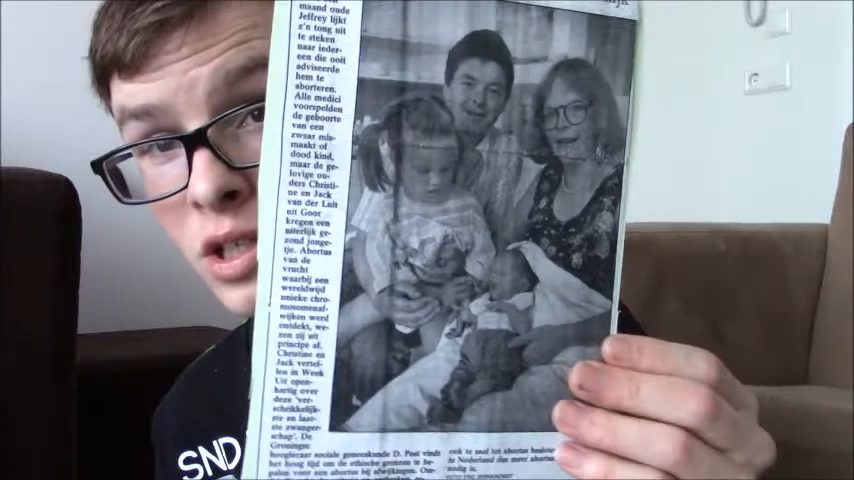 maand onde
Jeffrey lijkt
z'n tong uit
te steken
naar ieder-
een die ooit
adviseerde
hem te
aborteren.
Alle medici
voorspelden
de geboorte
van een
zwaar mis-
maakt of
dood kind,
maar de ge-
lovige ou-
ders Christi-
ne en Jack
van der Luit
uit Goor
kregen een
uiterlijk ge-
zond jonge-
tje. Abortus
van de
vrucht
waarbij een
wereldwijd
unieke chro-
mosomenaf-
wijken werd
ontdekt, we-
zen zij uit
principe af.
Christine en
Jack vertel-
len in Week
Uit open-
hartig over
deze 'ver-
schrikkelijk-
ste en laat-
ste zwanger-
schap'. De
Groningse
hoogleraar sociale geneeskunde D. Post vindt
het hoog tijd om de ethische grenzen te be-
palen voor een abortus bij afwijkingen.
ook te snel tot abortus
in Nederland dan meer abortus
nodig is.
SND